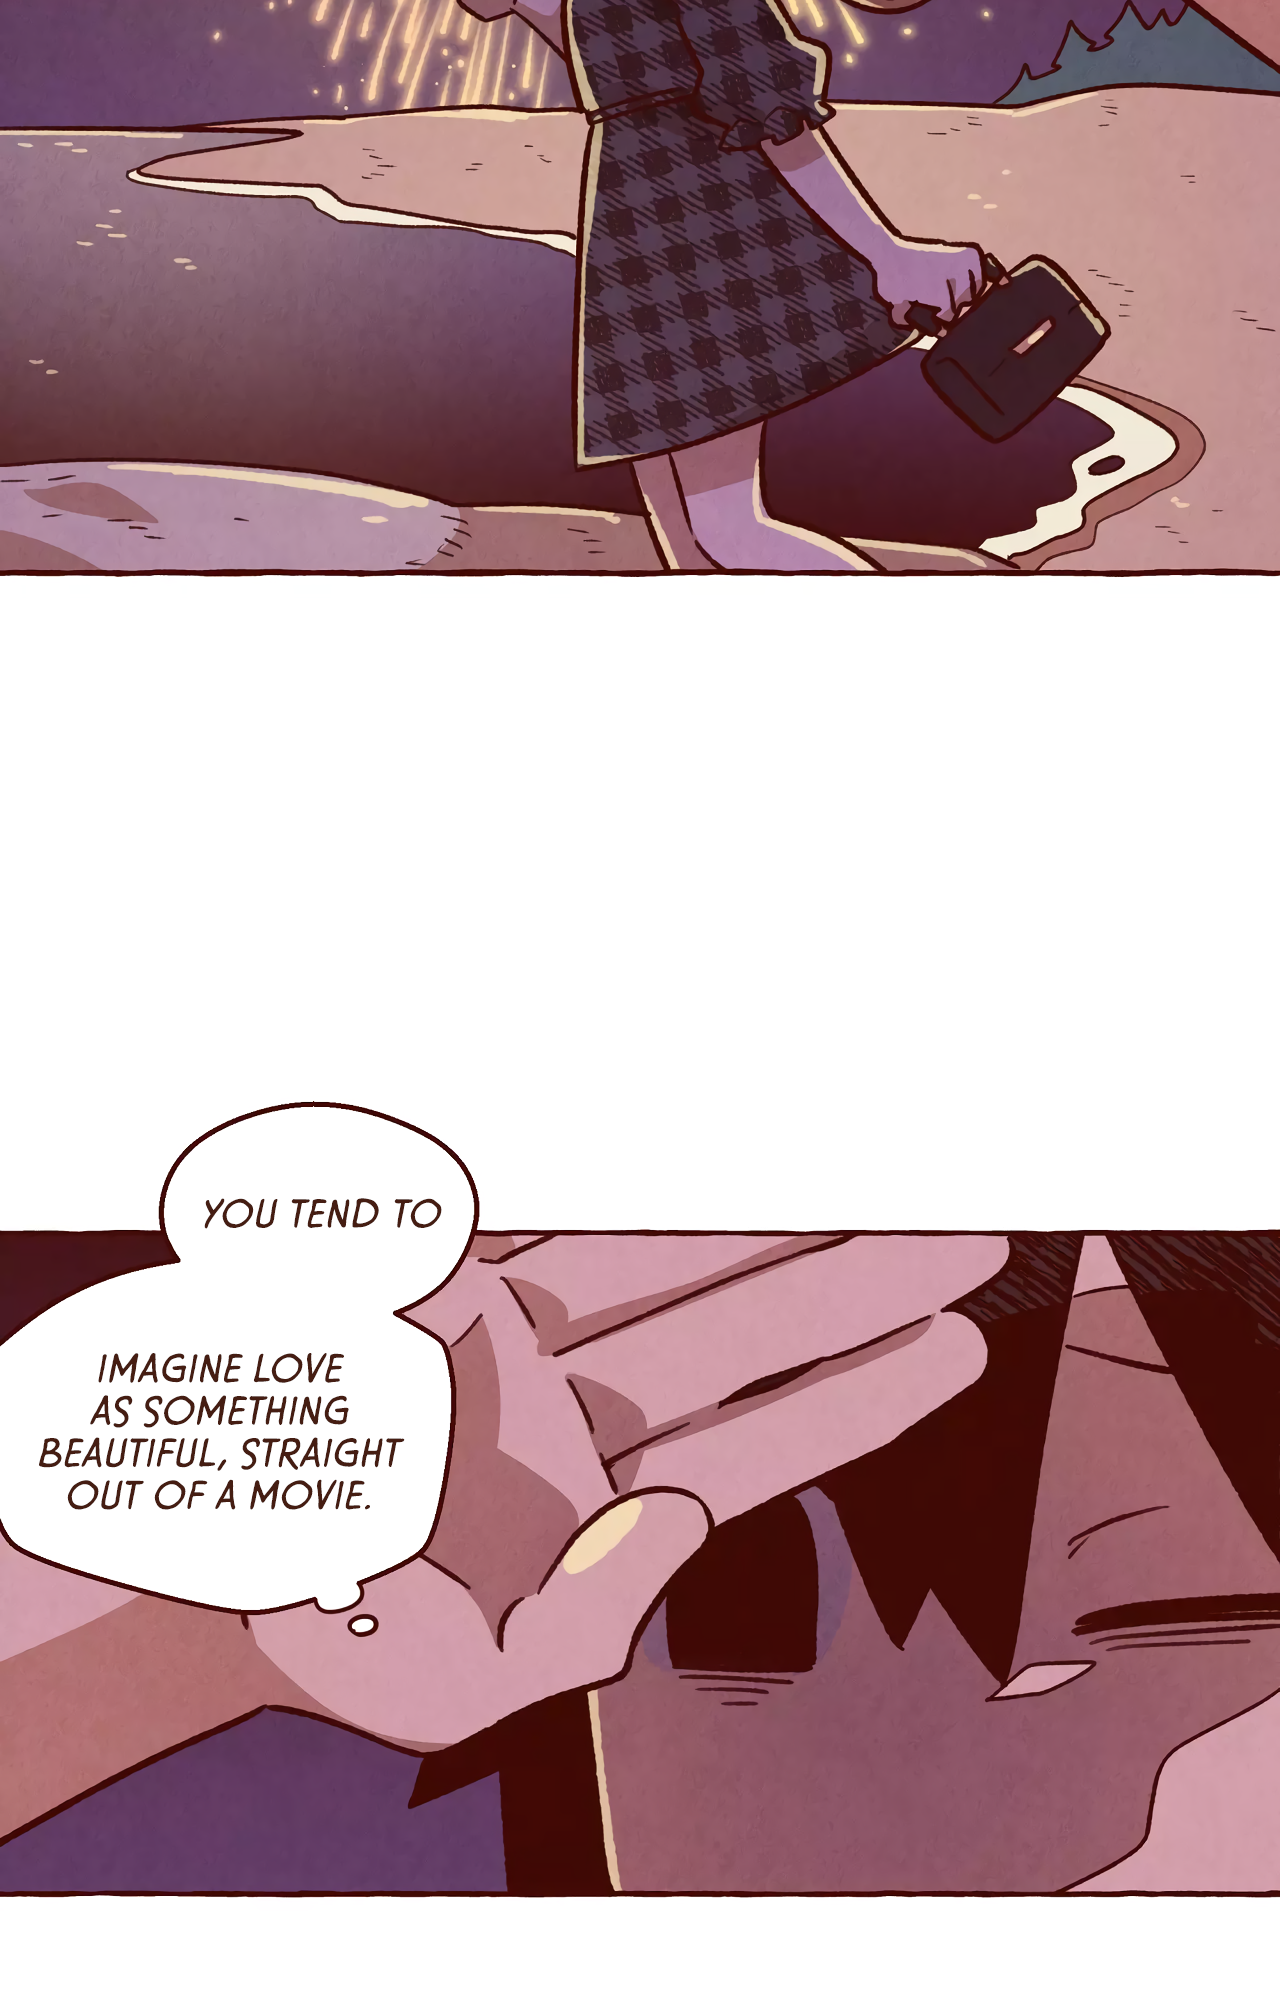 YOU TEND TO
IMAGINE LOVE
AS SOMETHING
BEAUTIFUL, STRAIGHT
OUT OF A MOVIE.